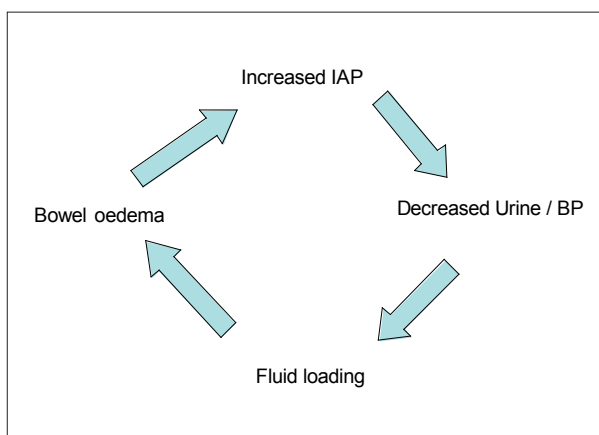 Increased IAP
Decreased Urine / BP
Fluid loading
Bowel oedema